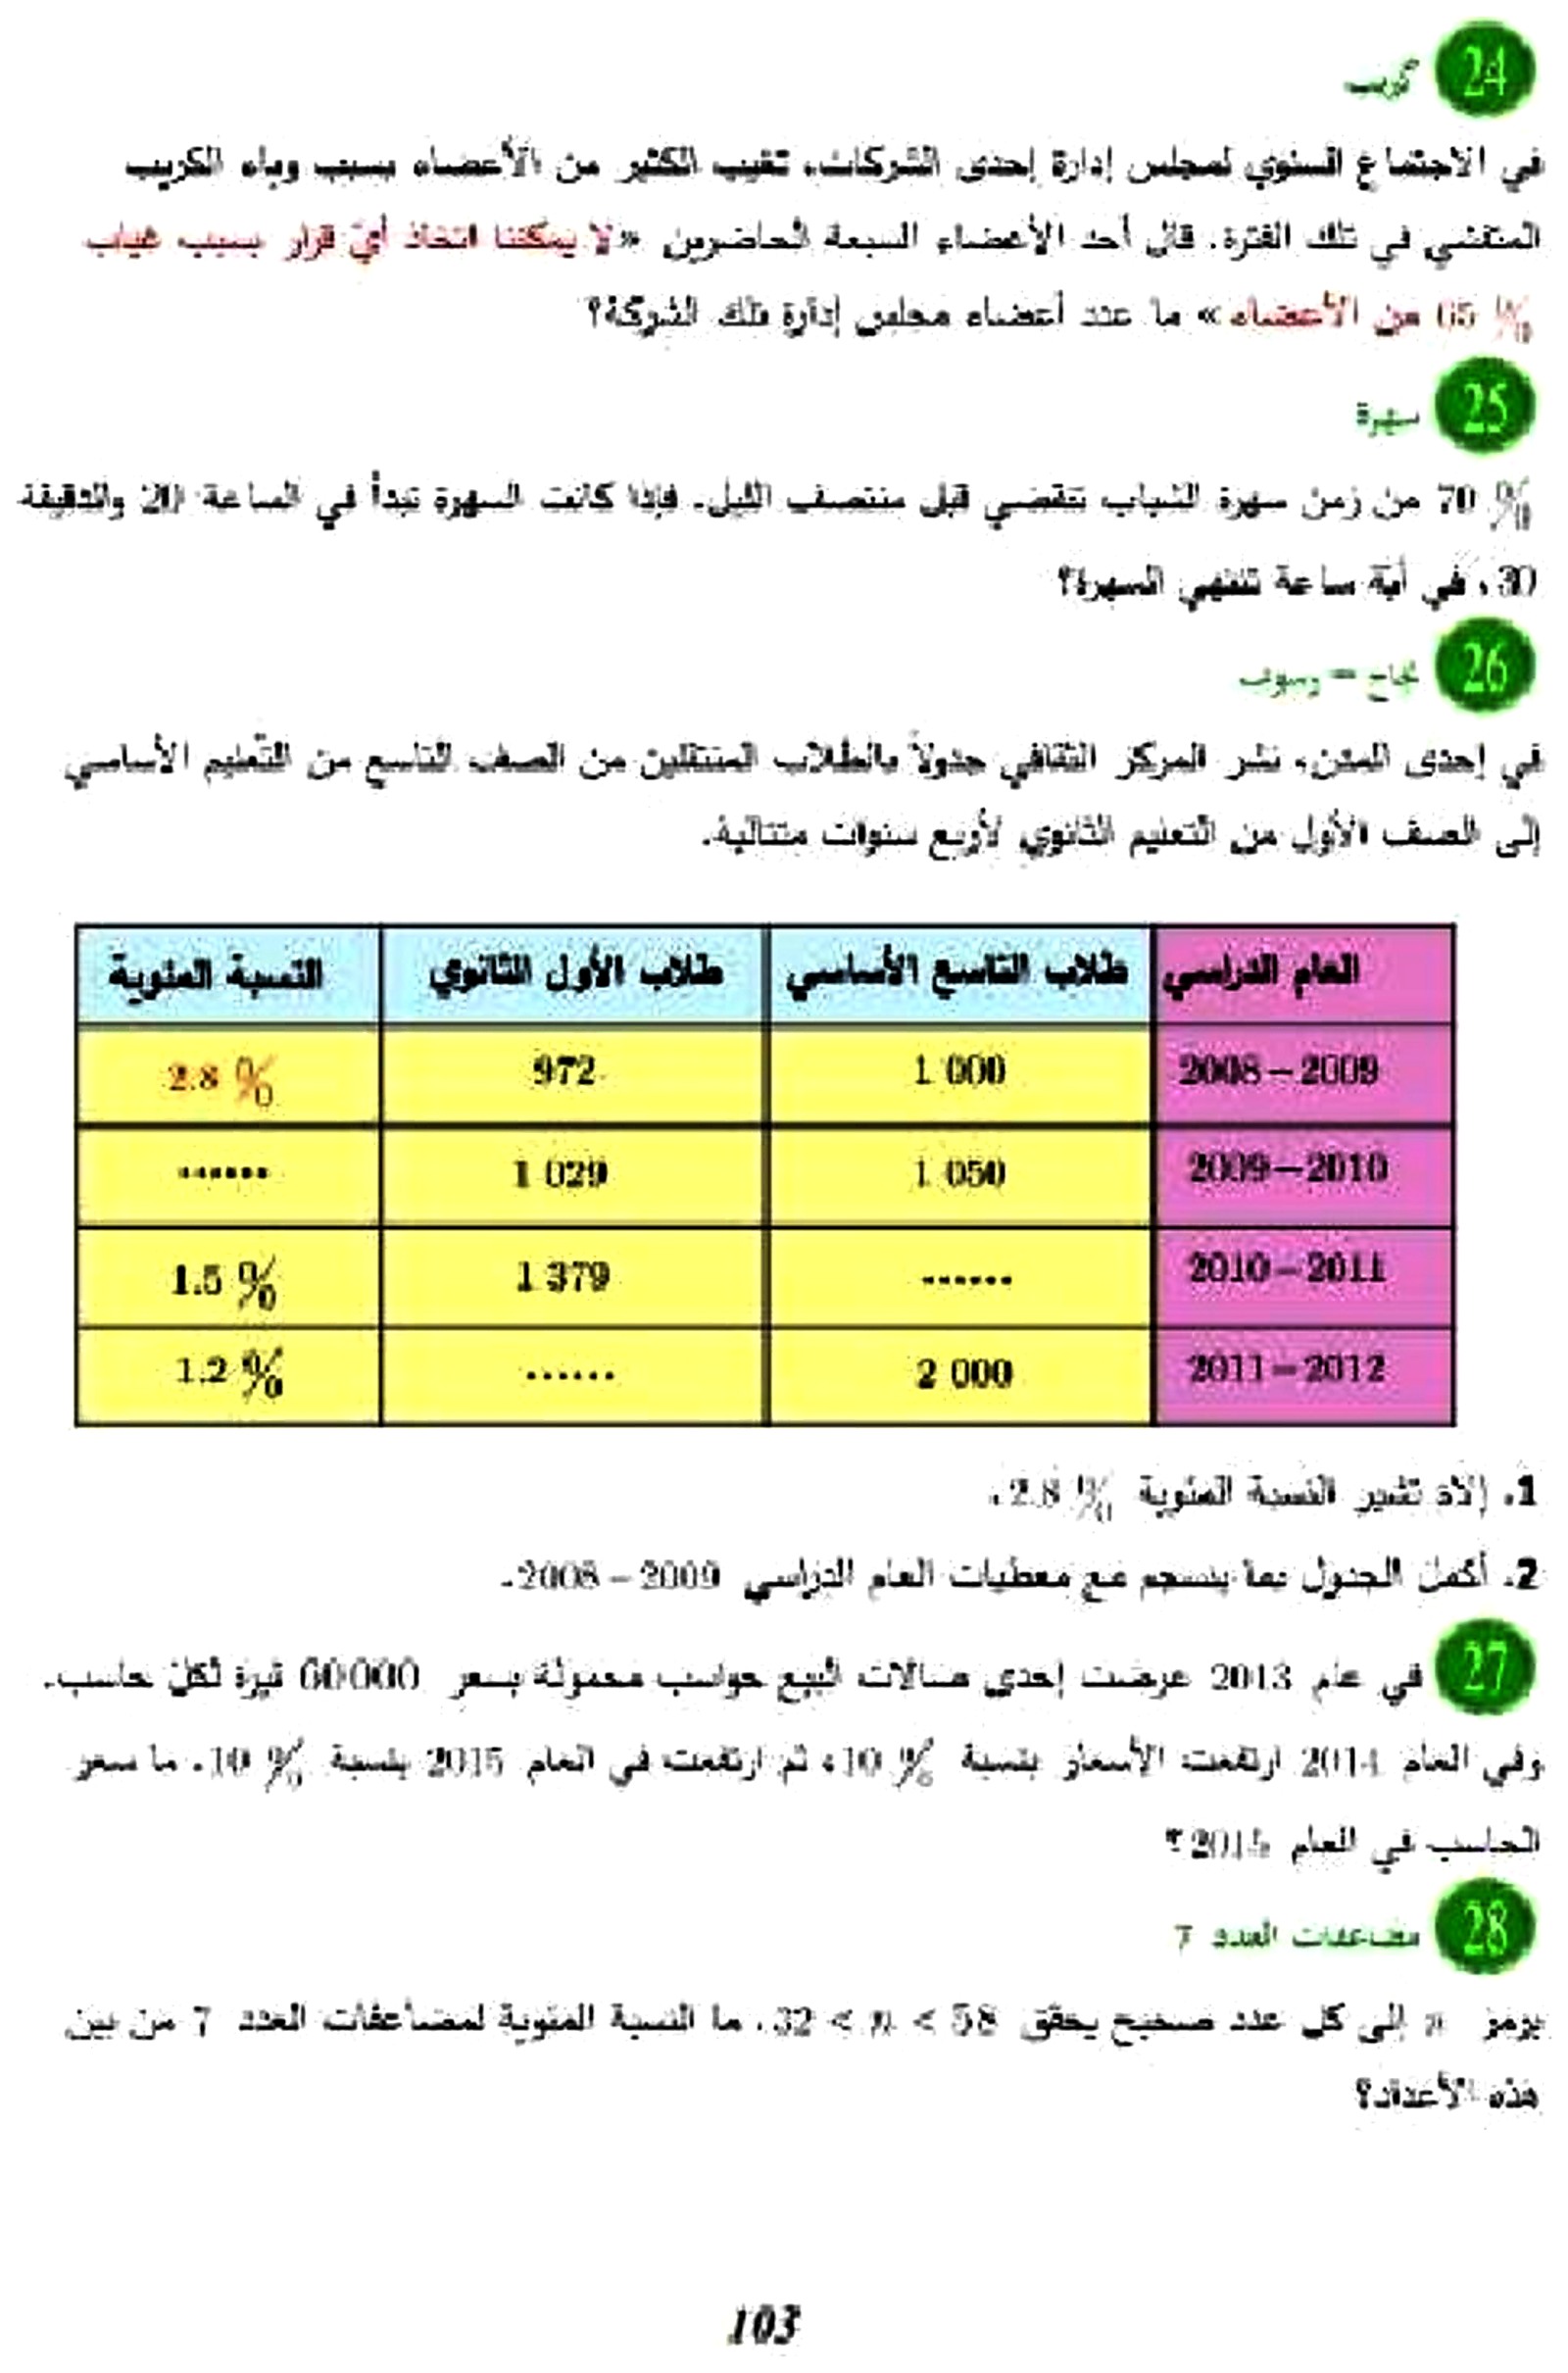 24 كريب
في الاجتماع السنوي لمجلس إدارة إحدى الشركات، تغيب الكثير من الأعضاء بسبب وباء الكريب
المتفشي في تلك الفترة. قال أحد الأعضاء السبعة الحاضرين «لا يمكننا اتخاذ أيّ قرار بسبب غياب
65 % من الأعضاء» ما عدد أعضاء مجلس إدارة تلك الشركة؟
25 سهرة
70 % من زمن سهرة الشباب تنقضي قبل منتصف الليل. فإذا كانت السهرة تبدأ في الساعة 20 والدقيقة
30، في أية ساعة تنتهي السهرة؟
26 نجاح – رسوب
في إحدى المدن، نشر المركز الثقافي جدولاً بالطلاب المنتقلين من الصف التاسع من التّعليم الأساسي
إلى الصف الأول من التعليم الثانوي لأربع سنوات متتالية.
العام الدراسي طلاب التاسع الأساسي طلاب الأول الثانوي النسبة المئوية
2008 – 2009 1 000 972 2.8 %
2009 – 2010 1 050 1 029 ......
2010 – 2011 ...... 1 379 1.5 %
2011 – 2012 2 000 ...... 1.2 %
1. إلامَ تشير النسبة المئوية 2.8 %.
2. أكمل الجدول بما ينسجم مع معطيات العام الدراسي 2008 – 2009.
27 في عام 2013 عرضت إحدى صالات البيع حواسب محمولة بسعر 60 000 ليرة لكل حاسب.
وفي العام 2014 ارتفعت الأسعار بنسبة 10 %، ثم ارتفعت في العام 2015 بنسبة 10 %. ما سعر
الحاسب في العام 2015؟
28 مضاعفات العدد 7
يرمز n إلى كل عدد صحيح يحقق 32 < n < 58. ما النسبة المئوية لمضاعفات العدد 7 من بين
هذه الأعداد؟
103